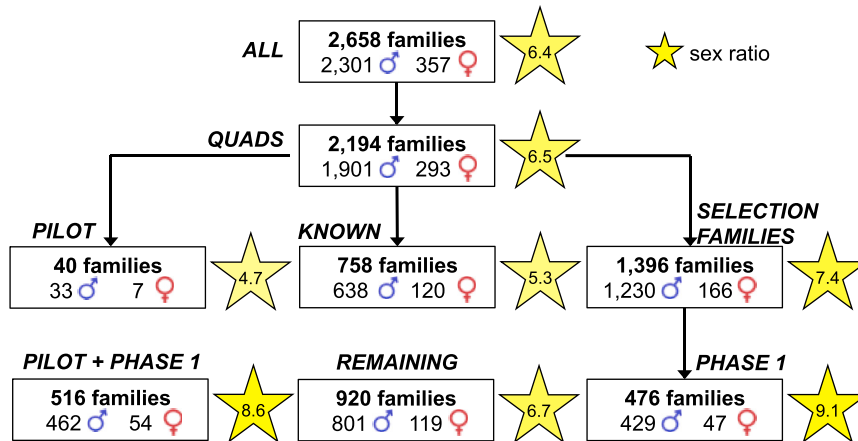 ALL
2,658 families
2,301 ♂ 357 ♀
6.4
sex ratio
QUADS
2,194 families
1,901 ♂ 293 ♀
6.5
PILOT
40 families
33 ♂ 7 ♀
4.7
KNOWN
758 families
638 ♂ 120 ♀
5.3
SELECTION
FAMILIES
1,396 families
1,230 ♂ 166 ♀
7.4
PILOT + PHASE 1
516 families
462 ♂ 54 ♀
8.6
REMAINING
920 families
801 ♂ 119 ♀
6.7
PHASE 1
476 families
429 ♂ 47 ♀
9.1